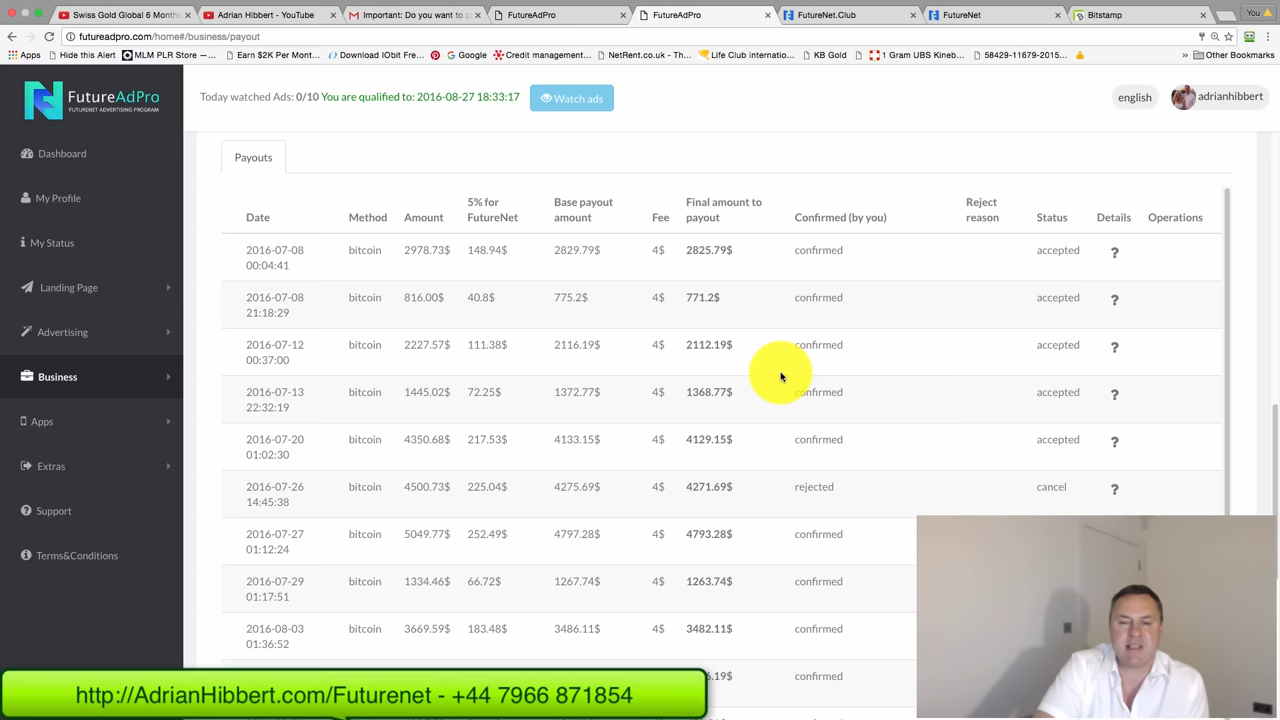 Swiss Gold Global 6 Month
Adrian Hibbert - YouTube
Important: Do you want to p
FutureAdPro
FutureAdPro
FutureNet.Club
FutureNet
Bitstamp
You
futureadpro.com/home#/business/payout
Apps
Hide this Alert
MLM PLR Store —
Earn $2K Per Mont...
Download IObit Free
Google
Credit management...
NetRent.co.uk - Th...
Life Club internatio...
KB Gold
1 Gram UBS Kineb...
58429-11679-2015...
Other Bookmarks
FutureAdPro
FUTURENET ADVERTISING PROGRAM
Today watched Ads: 0/10 You are qualified to: 2016-08-27 18:33:17
Watch ads
english
adrianhibbert
Dashboard
My Profile
My Status
Landing Page
Advertising
Business
Apps
Extras
Support
Terms&Conditions
Payouts
Date Method Amount 5% for FutureNet Base payout amount Fee Final amount to payout Confirmed (by you) Reject reason Status Details Operations
2016-07-08 00:04:41 bitcoin 2978.73$ 148.94$ 2829.79$ 4$ 2825.79$ confirmed accepted ?
2016-07-08 21:18:29 bitcoin 816.00$ 40.8$ 775.2$ 4$ 771.2$ confirmed accepted ?
2016-07-12 00:37:00 bitcoin 2227.57$ 111.38$ 2116.19$ 4$ 2112.19$ confirmed accepted ?
2016-07-13 22:32:19 bitcoin 1445.02$ 72.25$ 1372.77$ 4$ 1368.77$ confirmed accepted ?
2016-07-20 01:02:30 bitcoin 4350.68$ 217.53$ 4133.15$ 4$ 4129.15$ confirmed accepted ?
2016-07-26 14:45:38 bitcoin 4500.73$ 225.04$ 4275.69$ 4$ 4271.69$ rejected cancel ?
2016-07-27 01:12:24 bitcoin 5049.77$ 252.49$ 4797.28$ 4$ 4793.28$ confirmed
2016-07-29 01:17:51 bitcoin 1334.46$ 66.72$ 1267.74$ 4$ 1263.74$ confirmed
2016-08-03 01:36:52 bitcoin 3669.59$ 183.48$ 3486.11$ 4$ 3482.11$ confirmed
confirmed
http://AdrianHibbert.com/Futurenet - +44 7966 871854